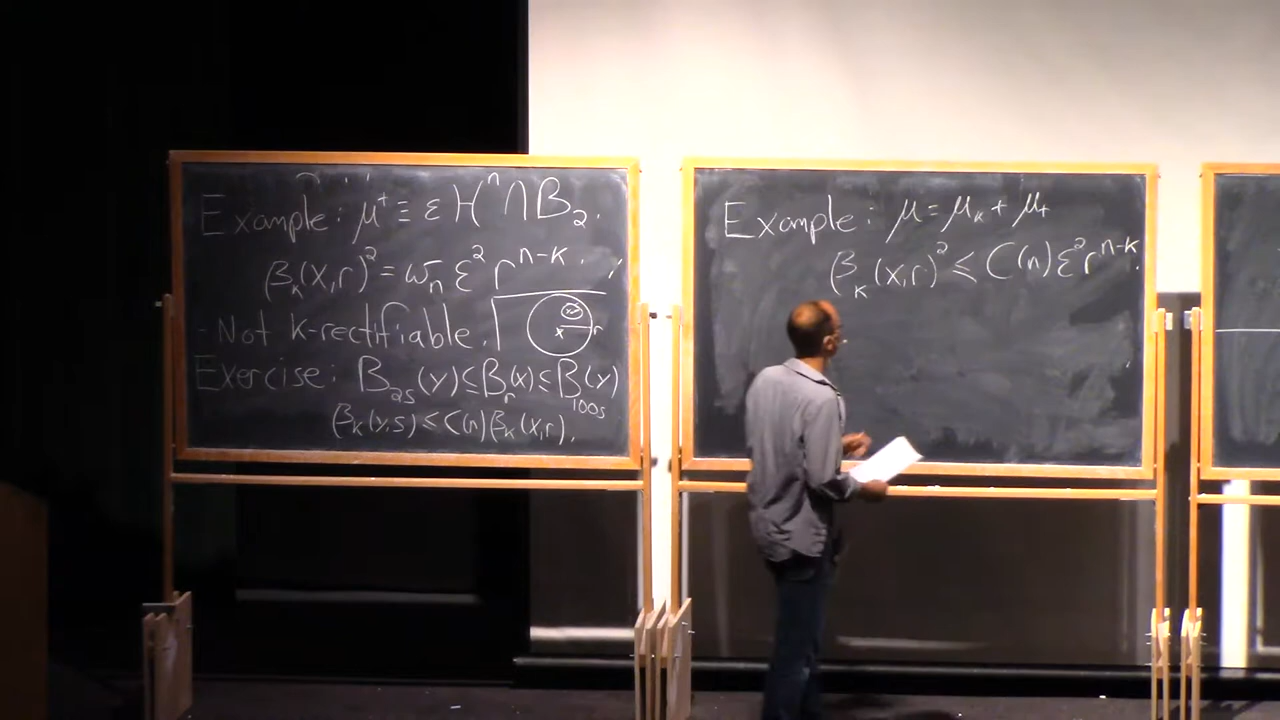 Example: μ⁺ ≡ ε Hⁿ ∩ B₂.
β_k(x,r)² = ω_n ε² r^{n-k}.
- Not k-rectifiable.
x r
Exercise: B_{2s}(y) ≤ B_r(x) ≤ B_{100s}(y)
β_k(y,s) ≤ C(n) β_k(x,r).
Example: μ = μ_k + μ_+
β_k(x,r)² ≤ C(n) ε² r^{n-k}.